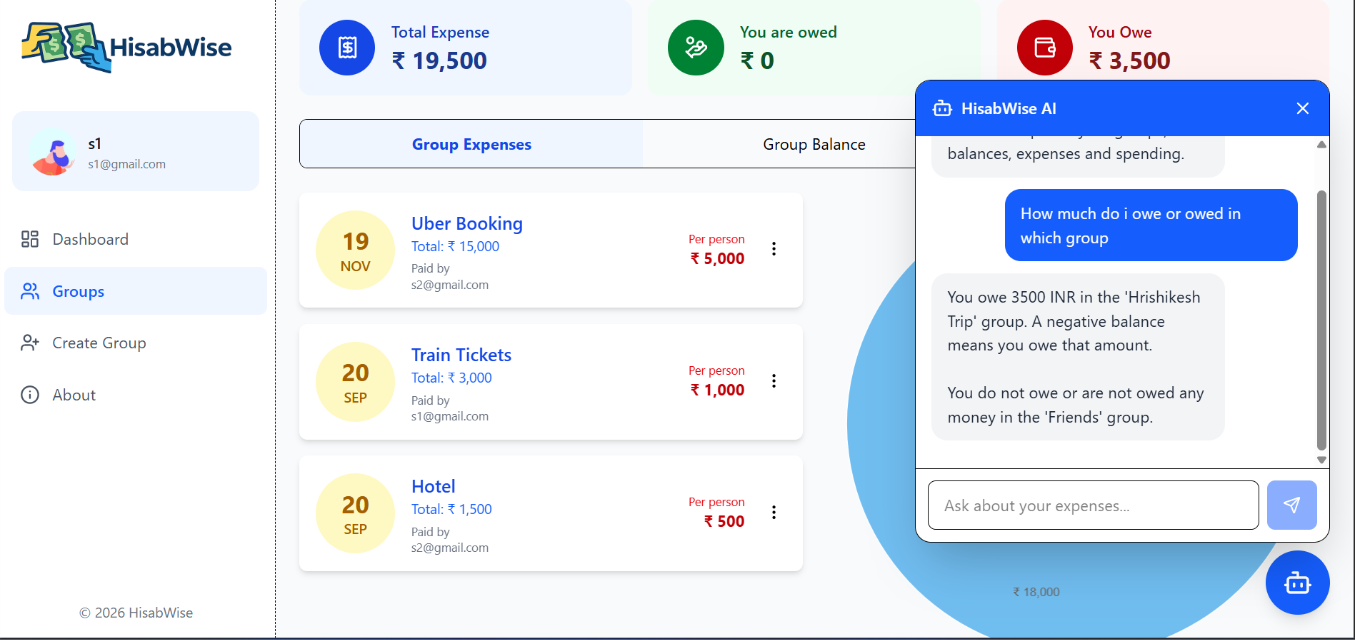 HisabWise
s1
s1@gmail.com
Dashboard
Groups
Create Group
About
© 2026 HisabWise
Total Expense
₹ 19,500
You are owed
₹ 0
You Owe
₹ 3,500
Group Expenses
Group Balance
19
NOV
Uber Booking
Total: ₹ 15,000
Paid by
s2@gmail.com
Per person
₹ 5,000
20
SEP
Train Tickets
Total: ₹ 3,000
Paid by
s1@gmail.com
Per person
₹ 1,000
20
SEP
Hotel
Total: ₹ 1,500
Paid by
s2@gmail.com
Per person
₹ 500
₹ 18,000
HisabWise AI
balances, expenses and spending.
How much do i owe or owed in
which group
You owe 3500 INR in the 'Hrishikesh
Trip' group. A negative balance
means you owe that amount.
You do not owe or are not owed any
money in the 'Friends' group.
Ask about your expenses...